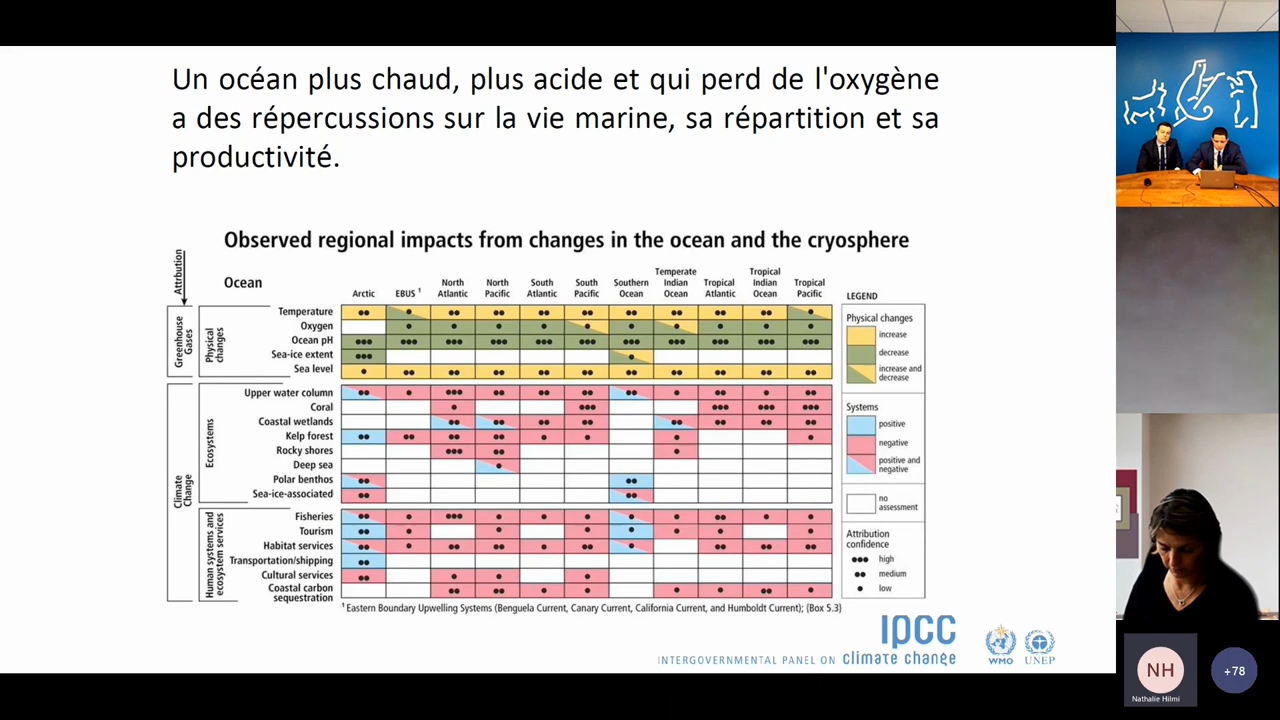 Un océan plus chaud, plus acide et qui perd de l'oxygène
a des répercussions sur la vie marine, sa répartition et sa
productivité.
Observed regional impacts from changes in the ocean and the cryosphere
Attribution
Ocean
Arctic
EBUS ¹
North
Atlantic
North
Pacific
South
Atlantic
South
Pacific
Southern
Ocean
Temperate
Indian
Ocean
Tropical
Atlantic
Tropical
Indian
Ocean
Tropical
Pacific
Greenhouse
Gases
Physical
changes
Temperature
Oxygen
Ocean pH
Sea-ice extent
Sea level
Climate
Change
Ecosystems
Upper water column
Coral
Coastal wetlands
Kelp forest
Rocky shores
Deep sea
Polar benthos
Sea-ice-associated
Human systems and
ecosystem services
Fisheries
Tourism
Habitat services
Transportation/shipping
Cultural services
Coastal carbon
sequestration
LEGEND
Physical changes
increase
decrease
increase and
decrease
Systems
positive
negative
positive and
negative
no
assessment
Attribution
confidence
high
medium
low
¹ Eastern Boundary Upwelling Systems (Benguela Current, Canary Current, California Current, and Humboldt Current); (Box 5.3)
ipcc
INTERGOVERNMENTAL PANEL ON climate change
WMO
UNEP
NH
Nathalie Hilmi
+78